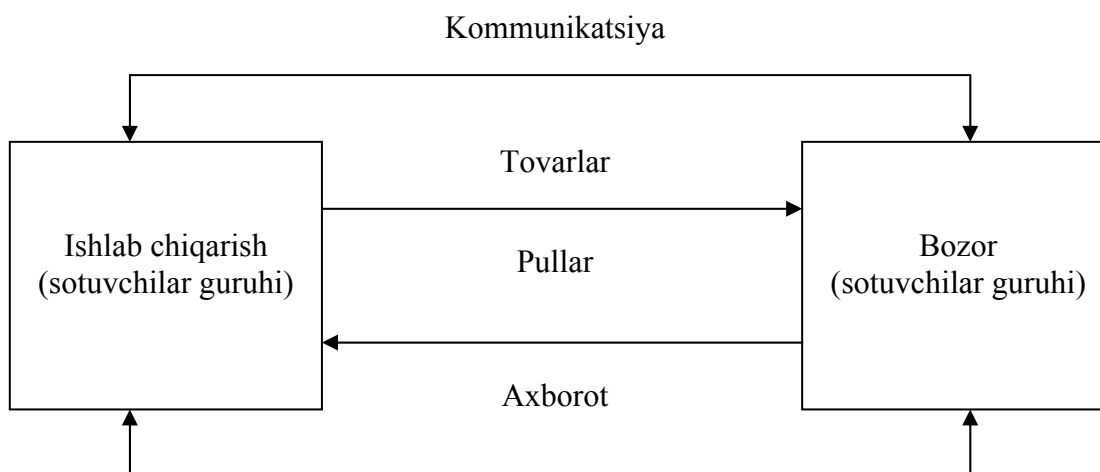 Kommunikatsiya
Tovarlar
Ishlab chiqarish
(sotuvchilar guruhi)
Pullar
Bozor
(sotuvchilar guruhi)
Axborot